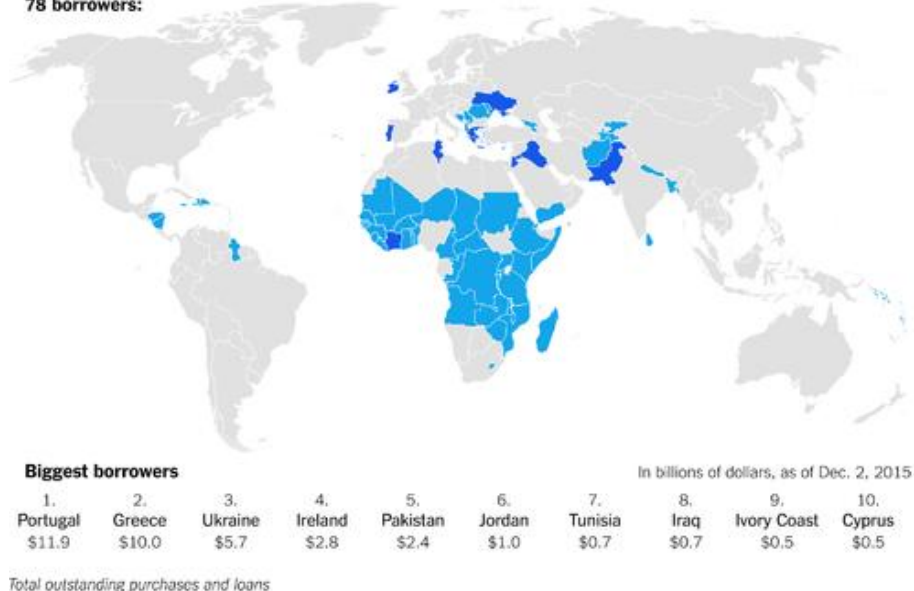 78 borrowers:
Biggest borrowers
In billions of dollars, as of Dec. 2, 2015
1. 2. 3. 4. 5. 6. 7. 8. 9. 10.
Portugal Greece Ukraine Ireland Pakistan Jordan Tunisia Iraq Ivory Coast Cyprus
$11.9 $10.0 $5.7 $2.8 $2.4 $1.0 $0.7 $0.7 $0.5 $0.5
Total outstanding purchases and loans